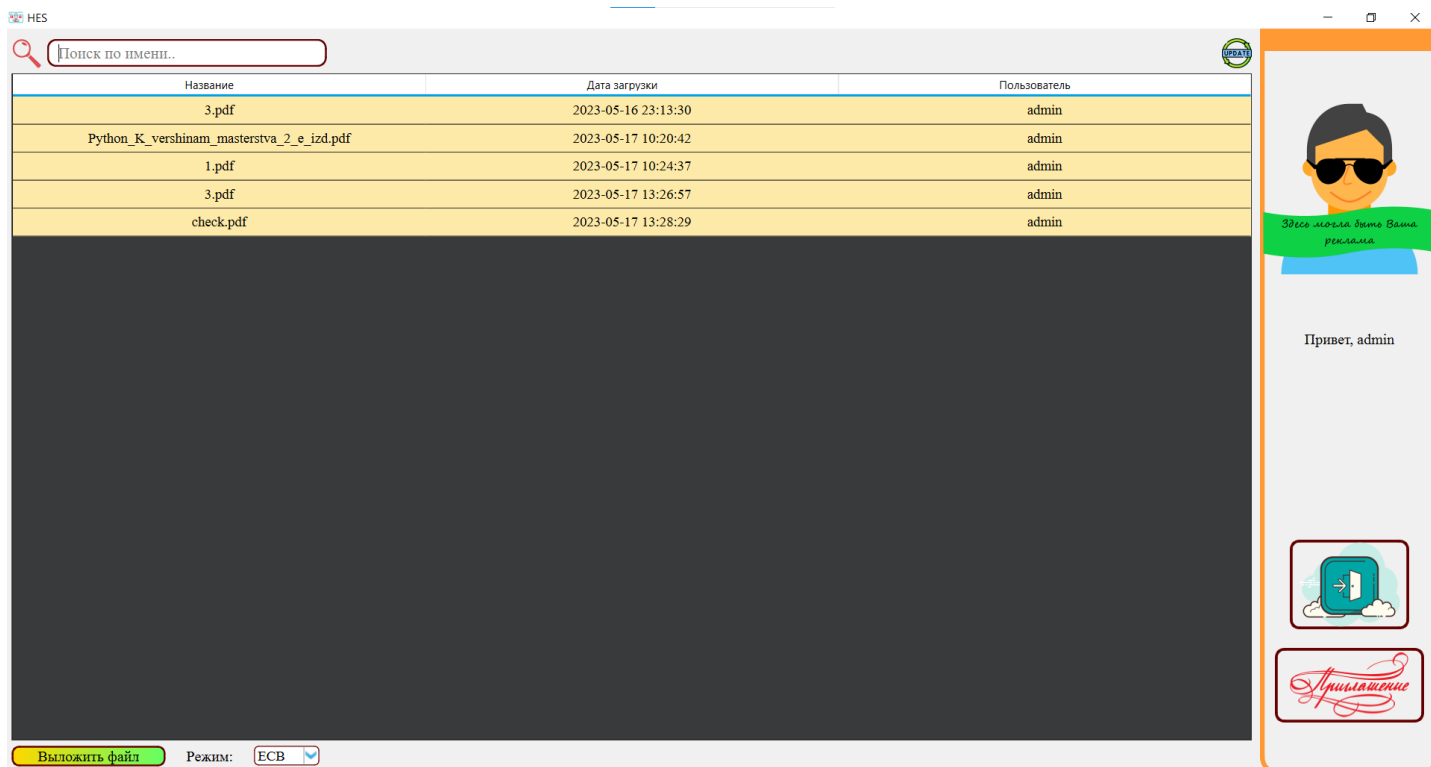 HES
Поиск по имени..
UPDATE
Название Дата загрузки Пользователь
3.pdf 2023-05-16 23:13:30 admin
Python_K_vershinam_masterstva_2_e_izd.pdf 2023-05-17 10:20:42 admin
1.pdf 2023-05-17 10:24:37 admin
3.pdf 2023-05-17 13:26:57 admin
check.pdf 2023-05-17 13:28:29 admin
Здесь могла быть Ваша
реклама
Привет, admin
Приглашение
Выложить файл Режим: ECB